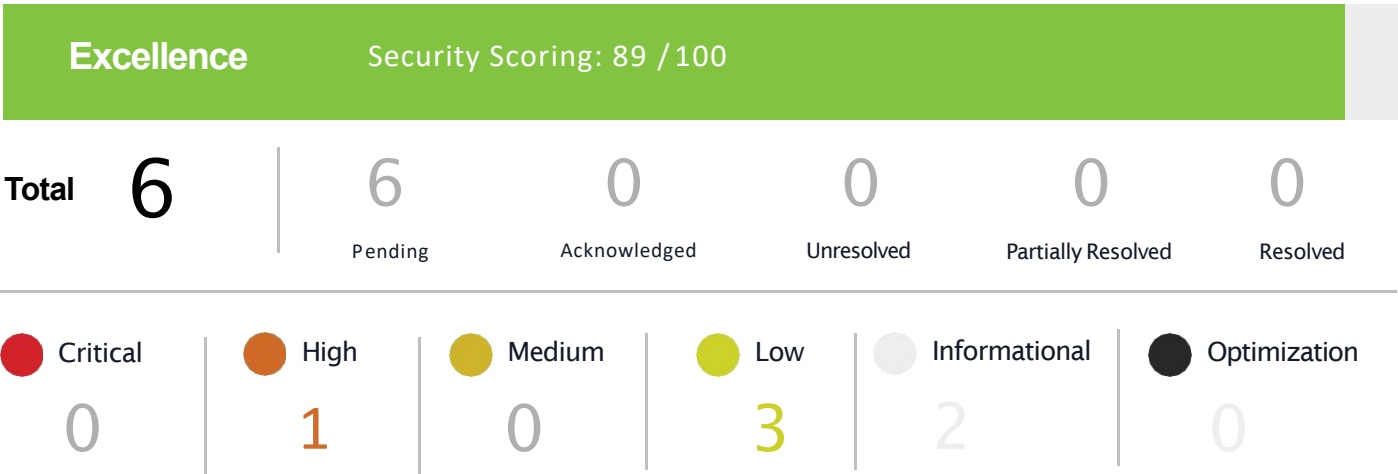 Excellence Security Scoring: 89 /100
Total 6 6 0 0 0 0
Pending Acknowledged Unresolved Partially Resolved Resolved
Critical High Medium Low Informational Optimization
0 1 0 3 2 0